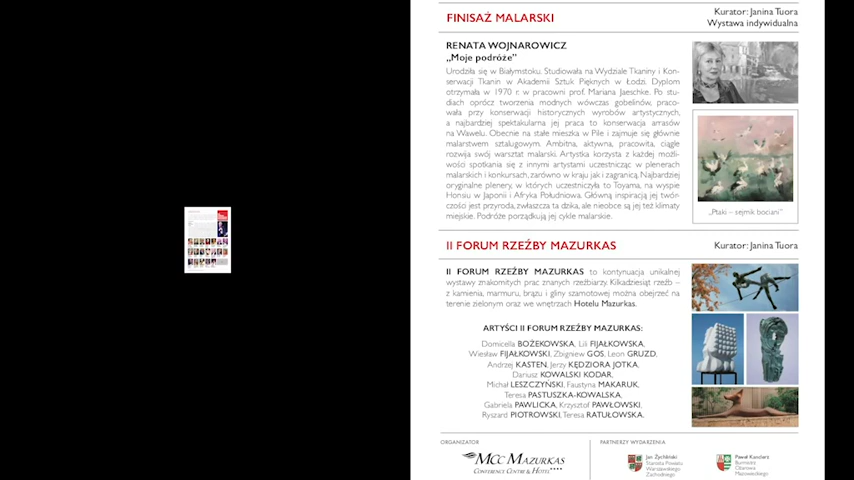 FINISAŻ MALARSKI
Kurator: Janina Tuora
Wystawa indywidualna
RENATA WOJNAROWICZ
„Moje podróże”
Urodziła się w Białymstoku. Studiowała na Wydziale Tkaniny i Kon-
serwacji Tkanin w Akademii Sztuk Pięknych w Łodzi. Dyplom
otrzymała w 1970 r. w pracowni prof. Mariana Jaeschke. Po stu-
diach oprócz tworzenia modnych wówczas gobelinów, praco-
wała przy konserwacji historycznych wyrobów artystycznych,
a najbardziej spektakularna jej praca to konserwacja arrasów
na Wawelu. Obecnie na stałe mieszka w Pile i zajmuje się głównie
malarstwem sztalugowym. Ambitna, aktywna, pracowita, ciągle
rozwija swój warsztat malarski. Artystka korzysta z każdej możli-
wości spotkania się z innymi artystami uczestnicząc w plenerach
malarskich i konkursach, zarówno w kraju jak i zagranicą. Najbardziej
oryginalne plenery, w których uczestniczyła to Toyama, na wyspie
Honsiu w Japonii i Afryka Południowa. Główną inspiracją jej twór-
czości jest przyroda, zwłaszcza ta dzika, ale nieobce są jej też klimaty
miejskie. Podróże porządkują jej cykle malarskie.
„Ptaki – sejmik bociani”
II FORUM RZEŹBY MAZURKAS
Kurator: Janina Tuora
II FORUM RZEŹBY MAZURKAS to kontynuacja unikalnej
wystawy znakomitych prac znanych rzeźbiarzy. Kilkadziesiąt rzeźb –
z kamienia, marmuru, brązu i gliny szamotowej można obejrzeć na
terenie zielonym oraz we wnętrzach Hotelu Mazurkas.
ARTYŚCI II FORUM RZEŹBY MAZURKAS:
Domicella BOŻEKOWSKA, Lili FIJAŁKOWSKA,
Wiesław FIJAŁKOWSKI, Zbigniew GOS, Leon GRUZD,
Andrzej KASTEN, Jerzy KĘDZIORA JOTKA,
Dariusz KOWALSKI KODAR,
Michał LESZCZYŃSKI, Faustyna MAKARUK,
Teresa PASTUSZKA-KOWALSKA,
Gabriela PAWLICKA, Krzysztof PAWŁOWSKI,
Ryszard PIOTROWSKI, Teresa RATUŁOWSKA,
ORGANIZATOR
MCC MAZURKAS
CONFERENCE CENTRE & HOTEL****
PARTNERZY WYDARZENIA
Jan Żychliński
Starosta Powiatu
Warszawskiego
Zachodniego
Paweł Kanclerz
Burmistrz
Ożarowa
Mazowieckiego